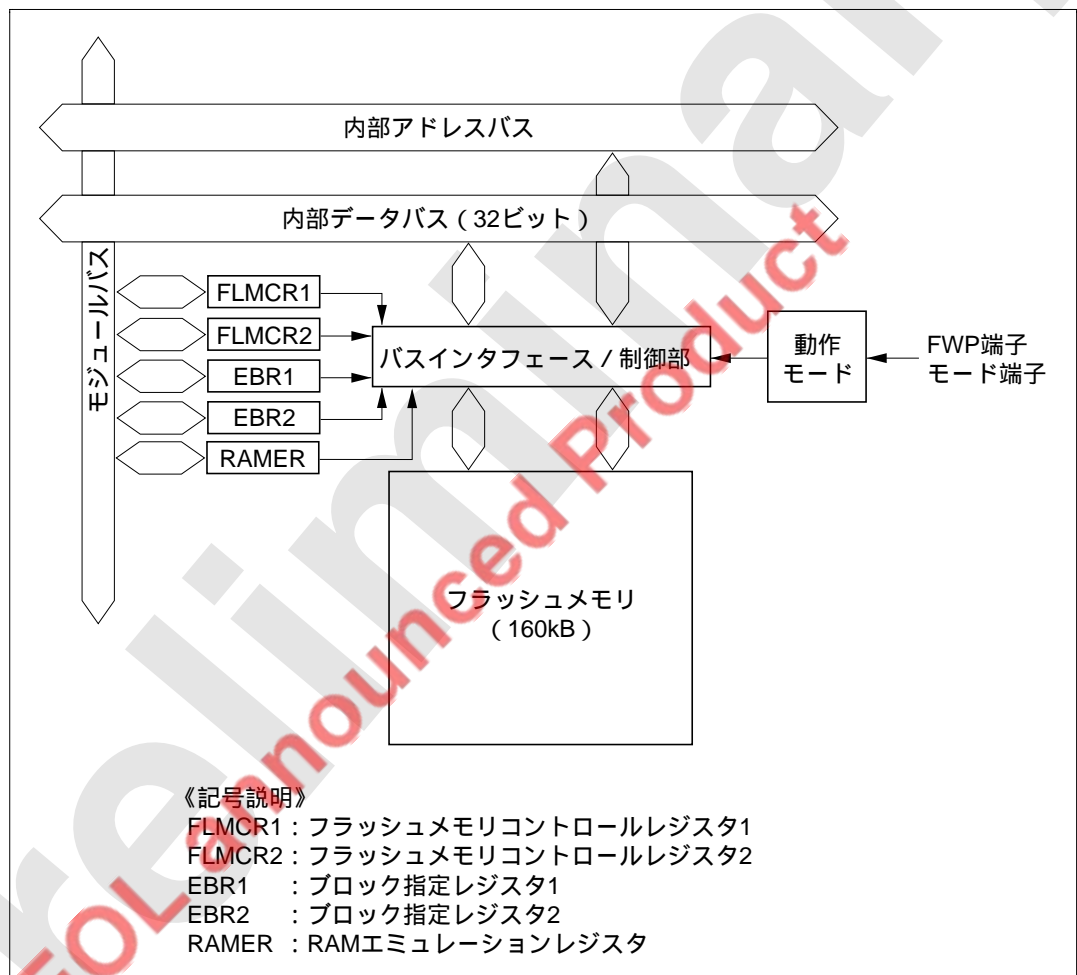 内部アドレスバス
内部データバス（32ビット）
モジュールバス
FLMCR1
FLMCR2
EBR1
EBR2
RAMER
バスインタフェース／制御部
動作
モード
FWP端子
モード端子
フラッシュメモリ
（160kB）
《記号説明》
FLMCR1：フラッシュメモリコントロールレジスタ1
FLMCR2：フラッシュメモリコントロールレジスタ2
EBR1　：ブロック指定レジスタ1
EBR2　：ブロック指定レジスタ2
RAMER：RAMエミュレーションレジスタ
EOL announced Product
relimina